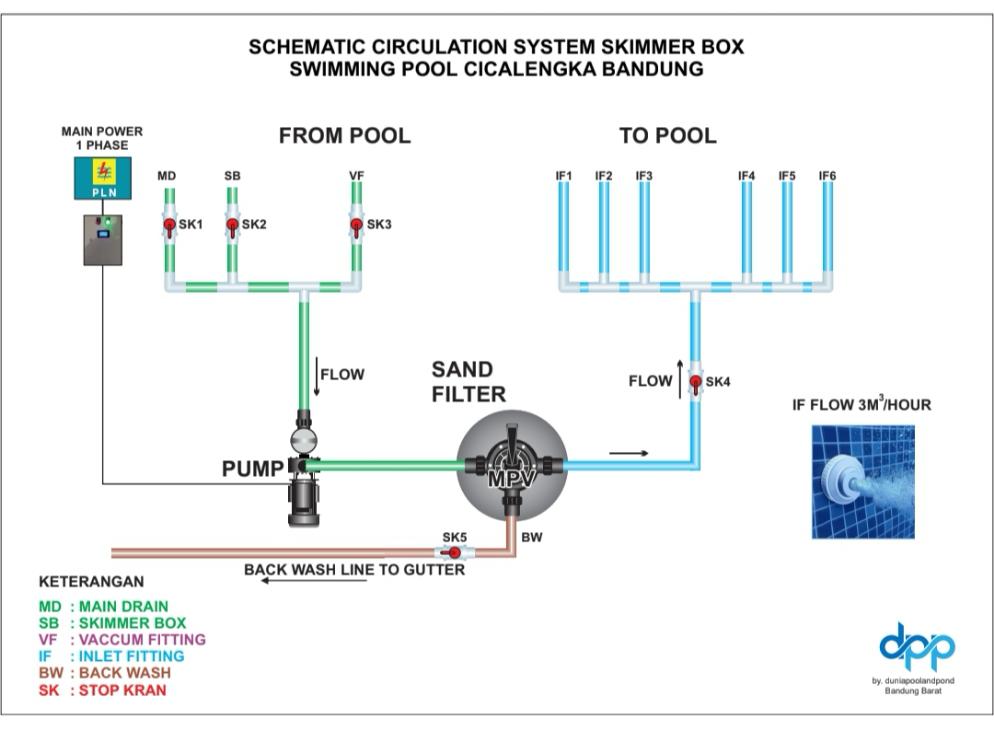 SCHEMATIC CIRCULATION SYSTEM SKIMMER BOX
SWIMMING POOL CICALENGKA BANDUNG
MAIN POWER
1 PHASE
PLN
FROM POOL
TO POOL
MD
SB
VF
IF1
IF2
IF3
IF4
IF5
IF6
SK1
SK2
SK3
FLOW
SAND
FILTER
FLOW
SK4
IF FLOW 3M³/HOUR
PUMP
MPV
SK5
BW
BACK WASH LINE TO GUTTER
KETERANGAN
MD : MAIN DRAIN
SB : SKIMMER BOX
VF : VACCUM FITTING
IF : INLET FITTING
BW : BACK WASH
SK : STOP KRAN
dpp
by. duniapoolandpond
Bandung Barat